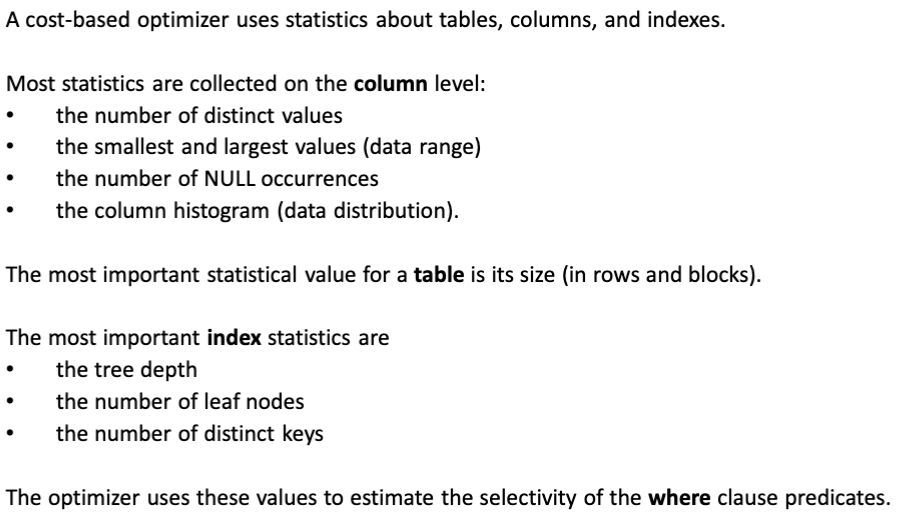 A cost-based optimizer uses statistics about tables, columns, and indexes.
Most statistics are collected on the column level:
• the number of distinct values
• the smallest and largest values (data range)
• the number of NULL occurrences
• the column histogram (data distribution).
The most important statistical value for a table is its size (in rows and blocks).
The most important index statistics are
• the tree depth
• the number of leaf nodes
• the number of distinct keys
The optimizer uses these values to estimate the selectivity of the where clause predicates.